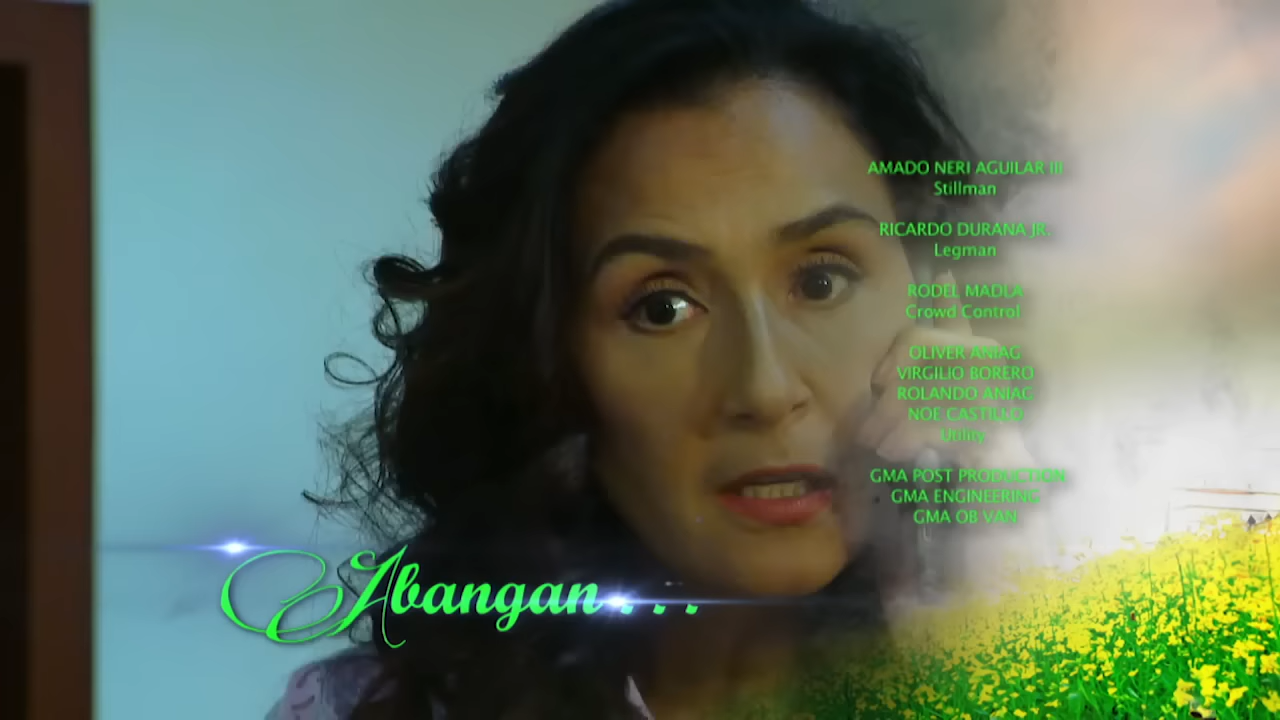 AMADO NERI AGUILAR III
Stillman
RICARDO DURANA JR.
Legman
RODEL MADLA
Crowd Control
OLIVER ANIAG
VIRGILIO BORERO
ROLANDO ANIAG
NOE CASTILLO
Utility
GMA POST PRODUCTION
GMA ENGINEERING
GMA OB VAN
Abangan . . .